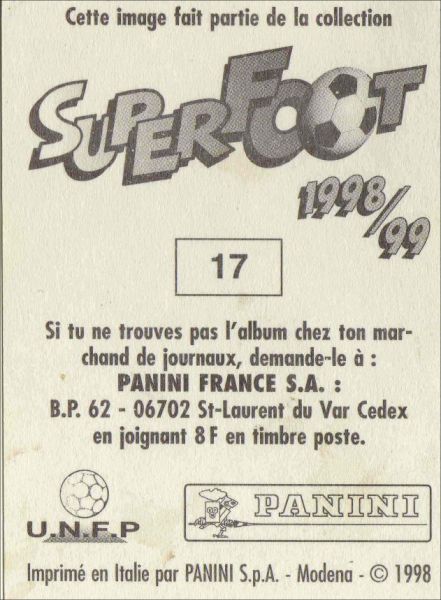 Cette image fait partie de la collection
SUPERFOOT
1998/99
17
Si tu ne trouves pas l'album chez ton mar-
chand de journaux, demande-le à :
PANINI FRANCE S.A. :
B.P. 62 - 06702 St-Laurent du Var Cedex
en joignant 8 F en timbre poste.
U.N.F.P
PANINI
Imprimé en Italie par PANINI S.p.A. - Modena - © 1998